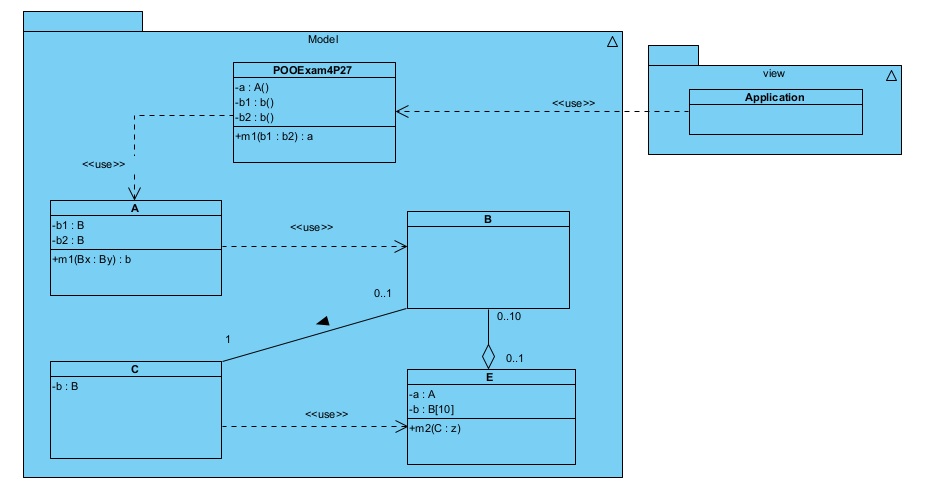 Model
POOExam4P27
-a : A()
-b1 : b()
-b2 : b()
+m1(b1 : b2) : a
<<use>>
view
Application
<<use>>
A
-b1 : B
-b2 : B
+m1(Bx : By) : b
<<use>>
B
0..1
1
0..10
0..1
C
-b : B
<<use>>
E
-a : A
-b : B[10]
+m2(C : z)